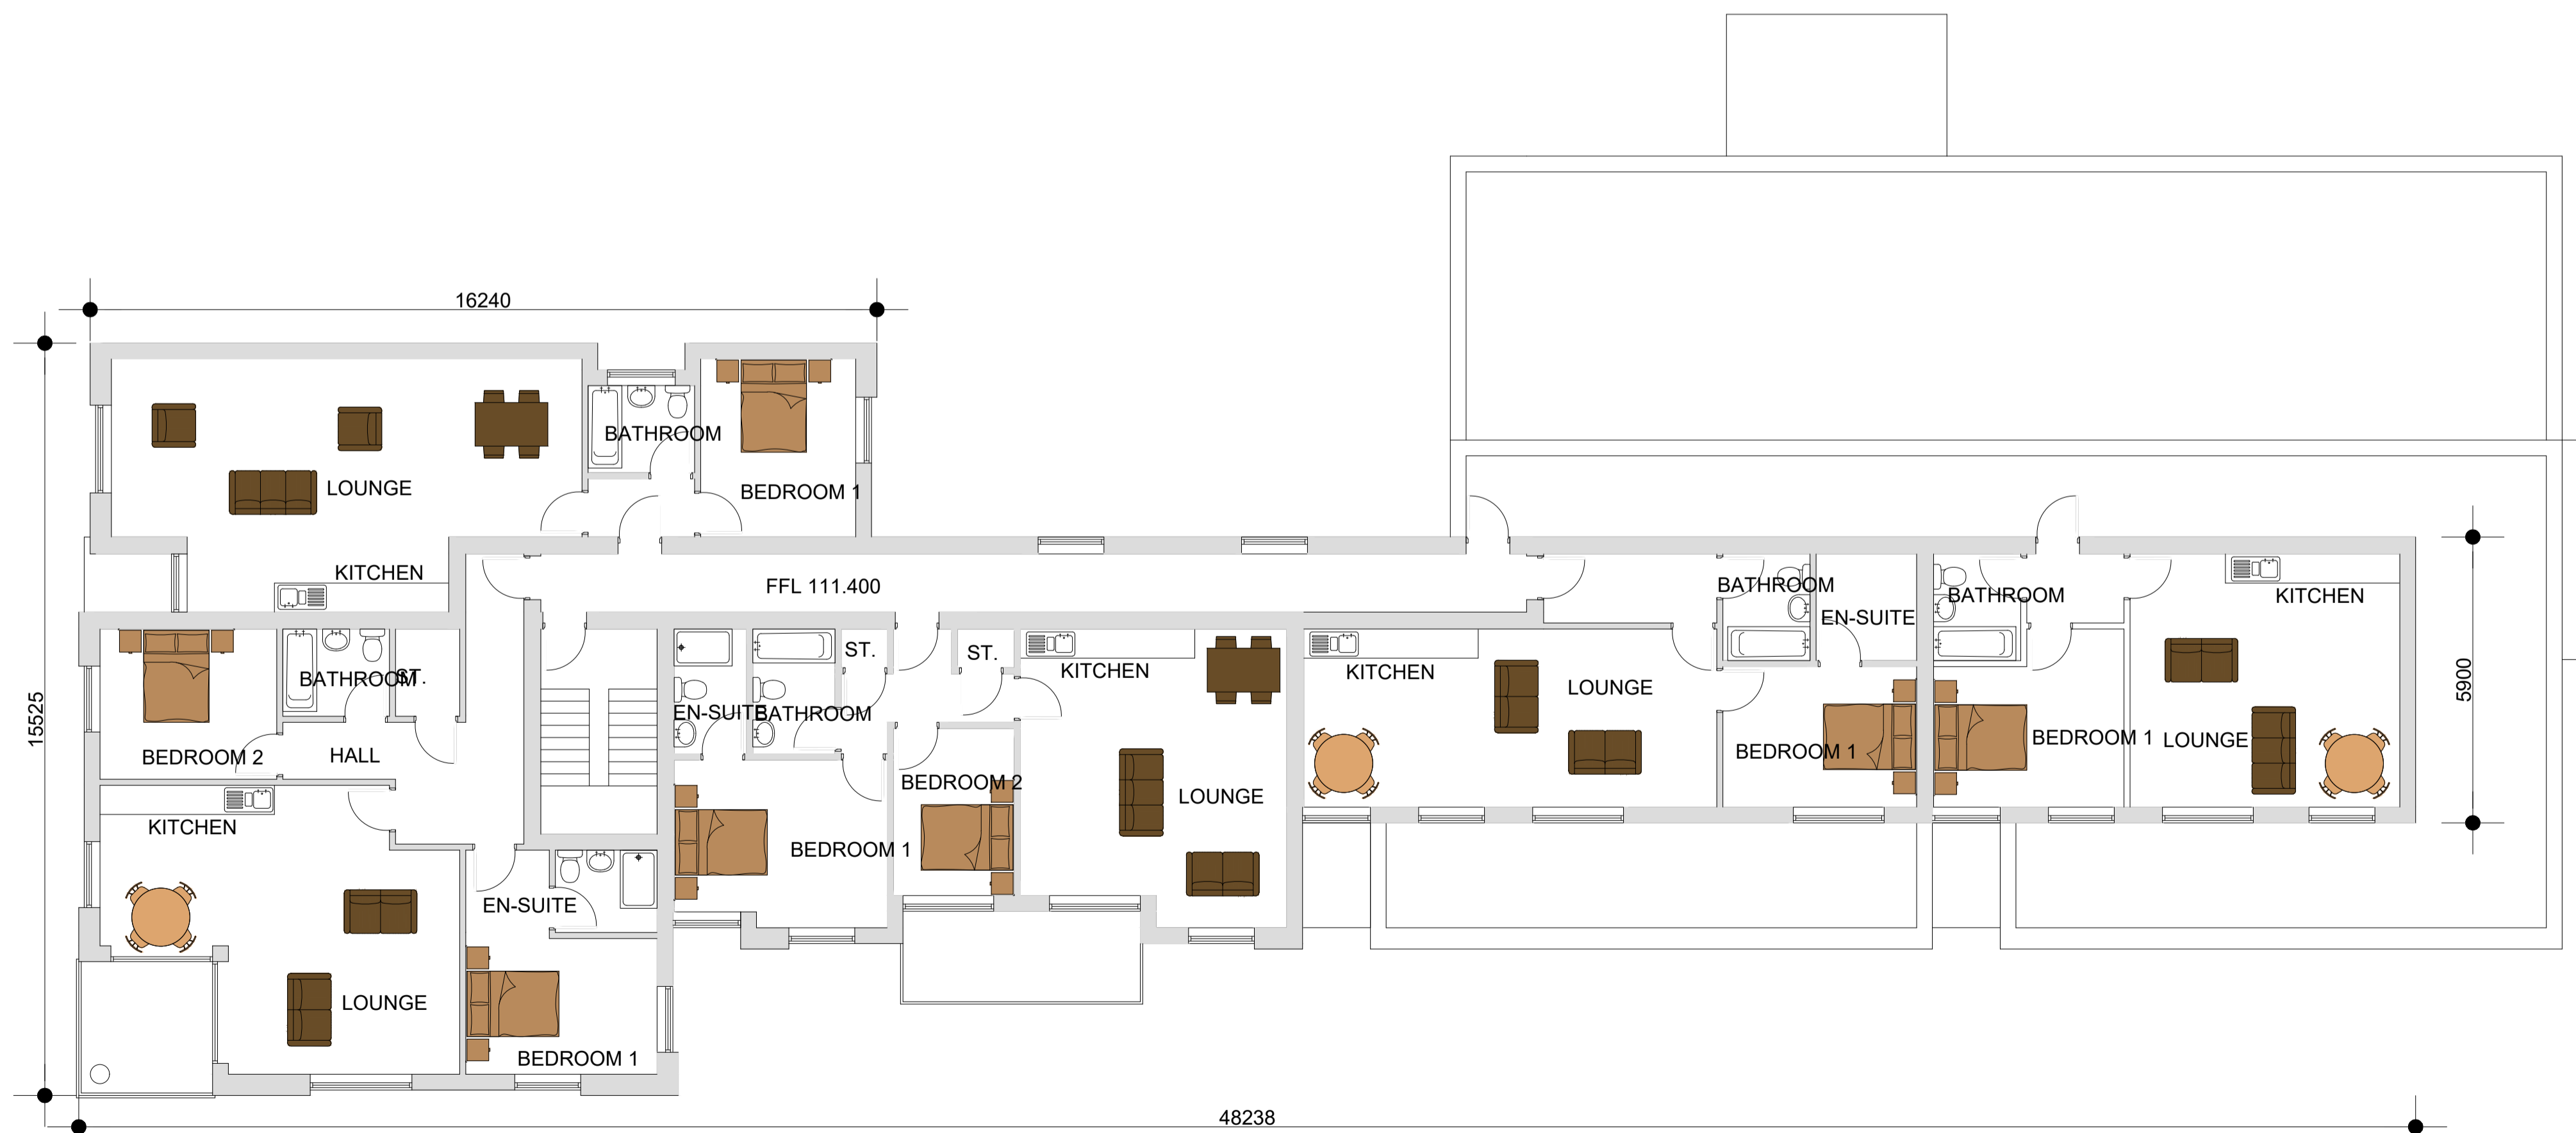 16240
BATHROOM
LOUNGE
BEDROOM 1
KITCHEN
FFL 111.400
BATHROOM
EN-SUITE
BATHROOM
KITCHEN
ST.
ST.
KITCHEN
KITCHEN
BATHROOM
ST.
LOUNGE
5900
15525
EN-SUITE
BATHROOM
BEDROOM 2
HALL
BEDROOM 1
BEDROOM 1
LOUNGE
BEDROOM 2
LOUNGE
KITCHEN
BEDROOM 1
EN-SUITE
LOUNGE
BEDROOM 1
48238